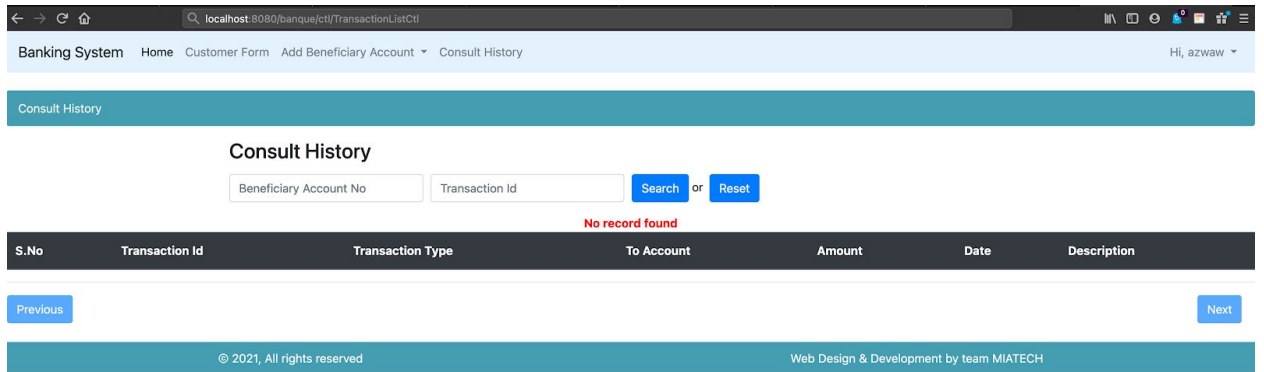 localhost:8080/banque/ctl/TransactionListCtl
Banking System Home Customer Form Add Beneficiary Account Consult History Hi, azwaw
Consult History
Consult History
Beneficiary Account No Transaction Id Search or Reset
No record found
S.No Transaction Id Transaction Type To Account Amount Date Description
Previous Next
© 2021, All rights reserved Web Design & Development by team MIATECH